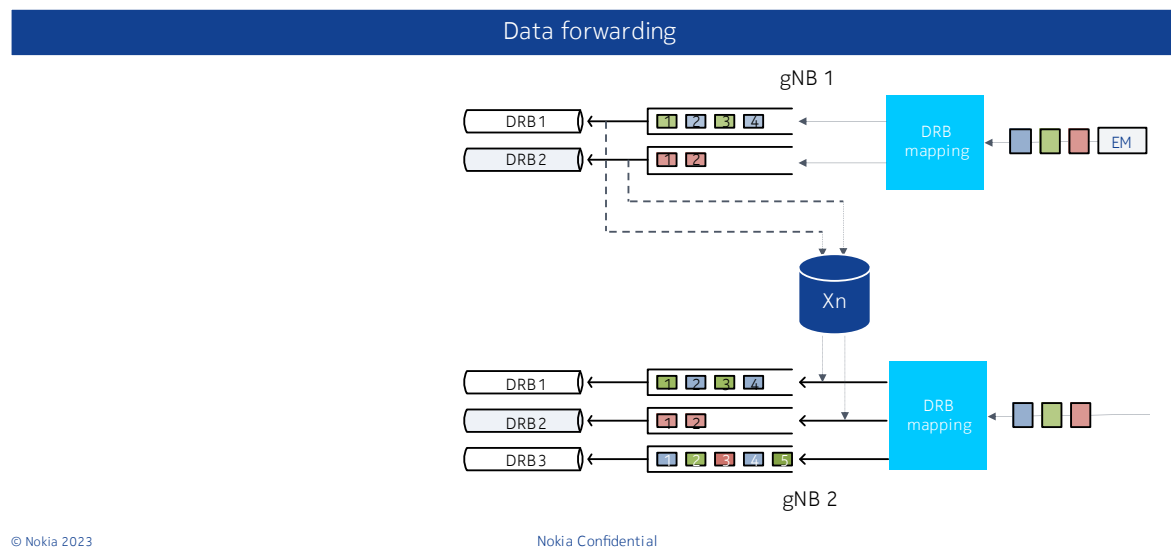 Data forwarding
gNB 1
DRB1
1 2 3 4
DRB2
1 2
DRB
mapping
EM
Xn
DRB1
1 2 3 4
DRB2
1 2
DRB3
1 2 3 4 5
DRB
mapping
gNB 2
© Nokia 2023
Nokia Confidential